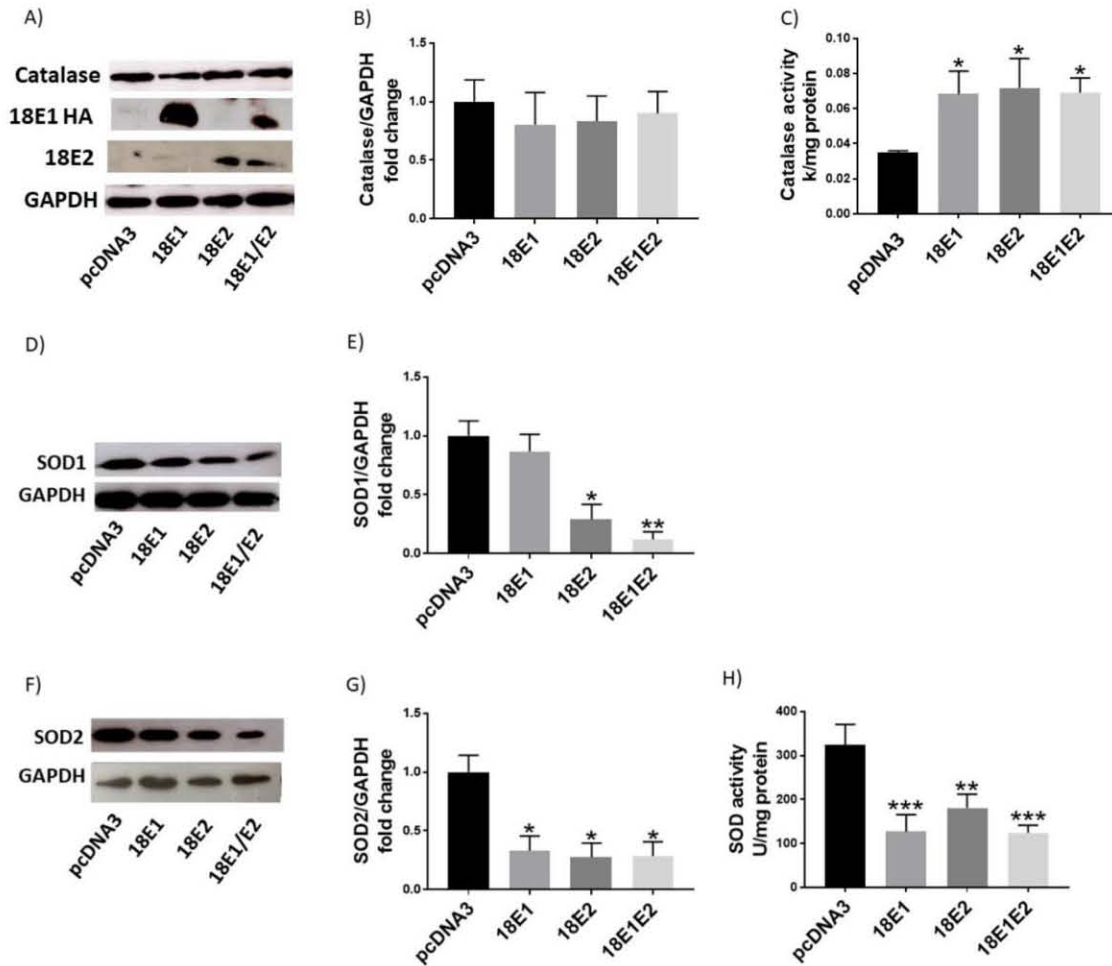 A)
Catalase
18E1 HA
18E2
GAPDH
pcDNA3
18E1
18E2
18E1/E2
B)
Catalase/GAPDH
fold change
1.5
1.0
0.5
0.0
pcDNA3
18E1
18E2
18E1E2
C)
Catalase activity
k/mg protein
0.10
0.08
0.06
0.04
0.02
0.00
*
*
*
pcDNA3
18E1
18E2
18E1E2
D)
SOD1
GAPDH
pcDNA3
18E1
18E2
18E1/E2
E)
SOD1/GAPDH
fold change
1.5
1.0
0.5
0.0
*
**
pcDNA3
18E1
18E2
18E1E2
F)
SOD2
GAPDH
pcDNA3
18E1
18E2
18E1/E2
G)
SOD2/GAPDH
fold change
1.5
1.0
0.5
0.0
*
*
*
pcDNA3
18E1
18E2
18E1E2
H)
SOD activity
U/mg protein
400
300
200
100
0
***
**
***
pcDNA3
18E1
18E2
18E1E2